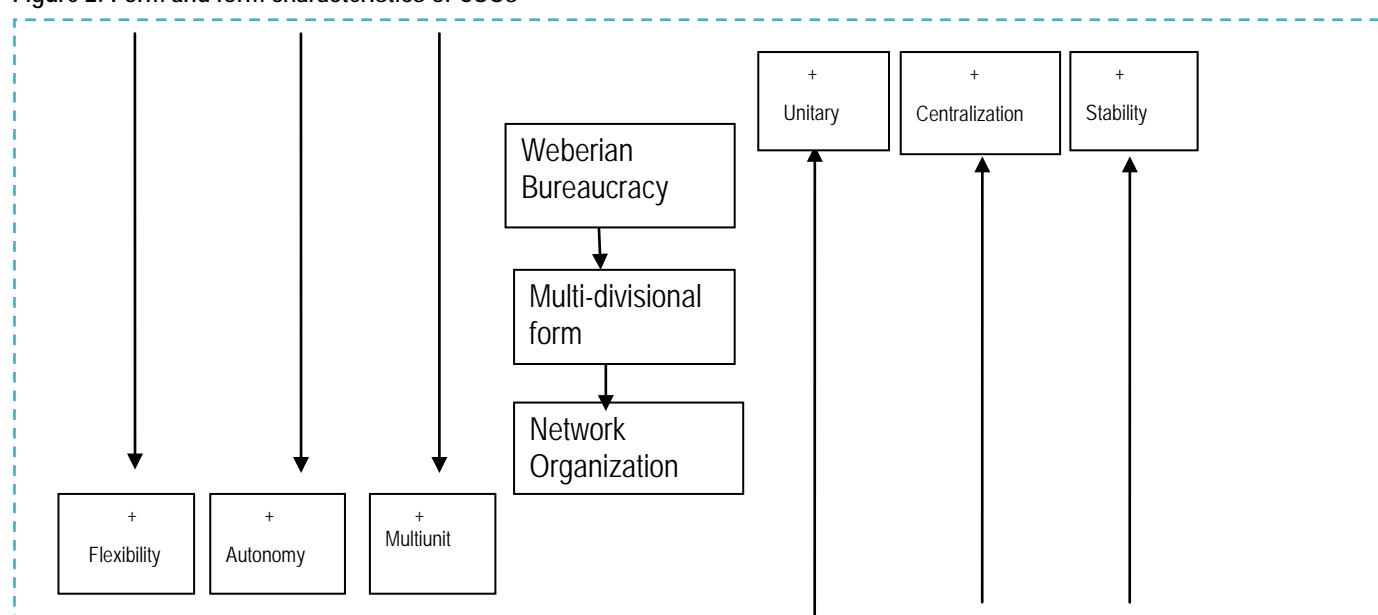 +
Unitary
+
Centralization
+
Stability
Weberian
Bureaucracy
Multi-divisional
form
Network
Organization
+
Flexibility
+
Autonomy
+
Multiunit